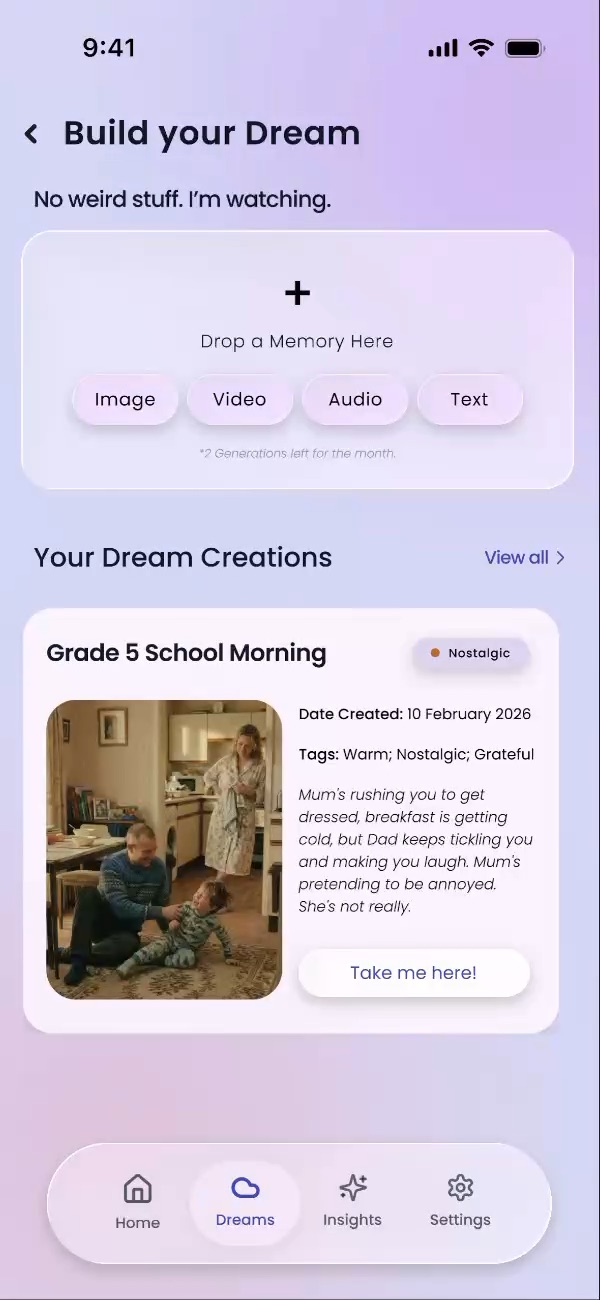 9:41
Build your Dream
No weird stuff. I'm watching.
+
Drop a Memory Here
Image Video Audio Text
*2 Generations left for the month.
Your Dream Creations View all >
Grade 5 School Morning Nostalgic
Date Created: 10 February 2026
Tags: Warm; Nostalgic; Grateful
Mum's rushing you to get
dressed, breakfast is getting
cold, but Dad keeps tickling you
and making you laugh. Mum's
pretending to be annoyed.
She's not really.
Take me here!
Home Dreams Insights Settings